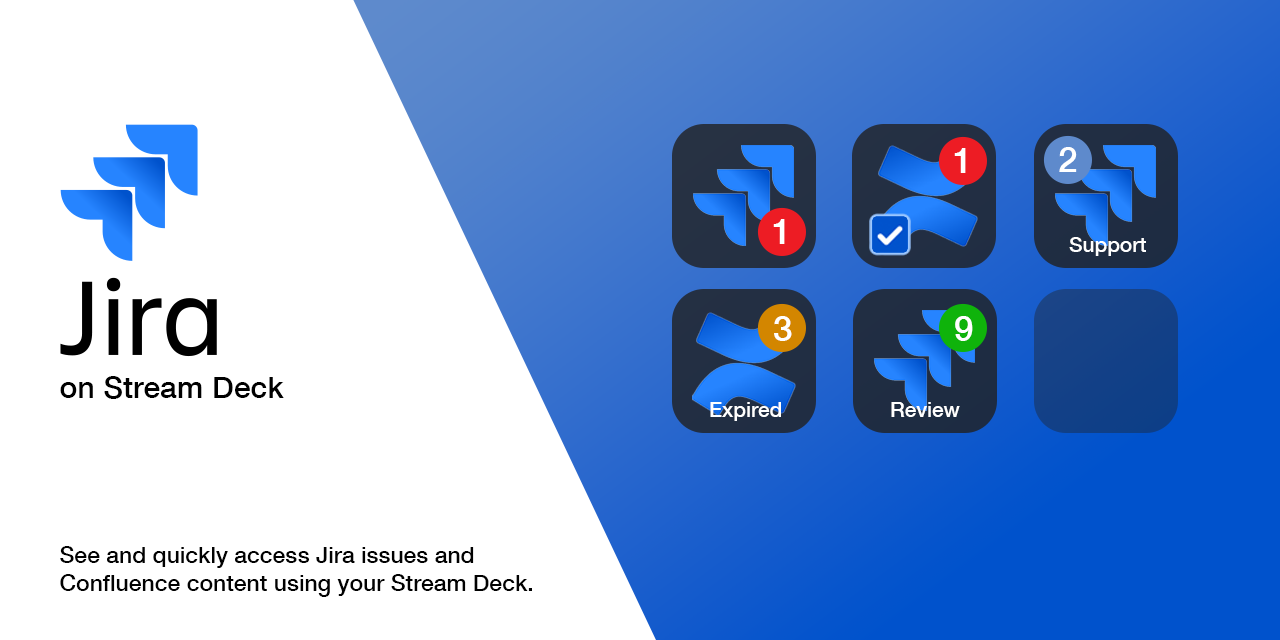 Jira
on Stream Deck
See and quickly access Jira issues and
Confluence content using your Stream Deck.
1
1
2
Support
3
Expired
9
Review